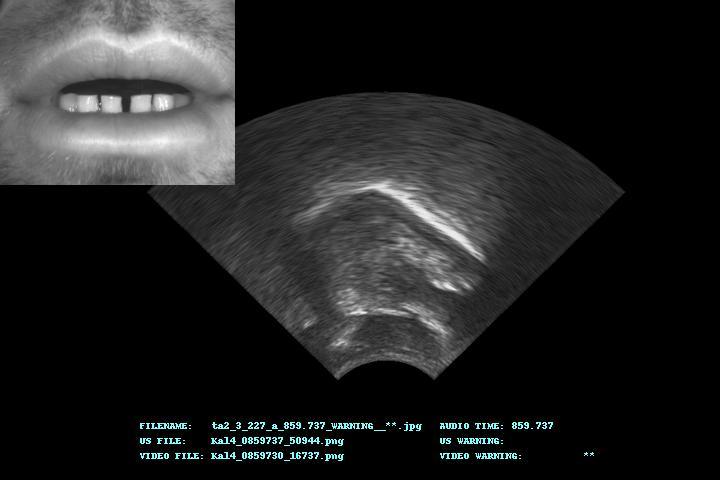 FILENAME: ta2_3_227_a_859.737_WARNING__**.jpg AUDIO TIME: 859.737
US FILE: Kal4_0859737_50944.png US WARNING:
VIDEO FILE: Kal4_0859730_16737.png VIDEO WARNING: **